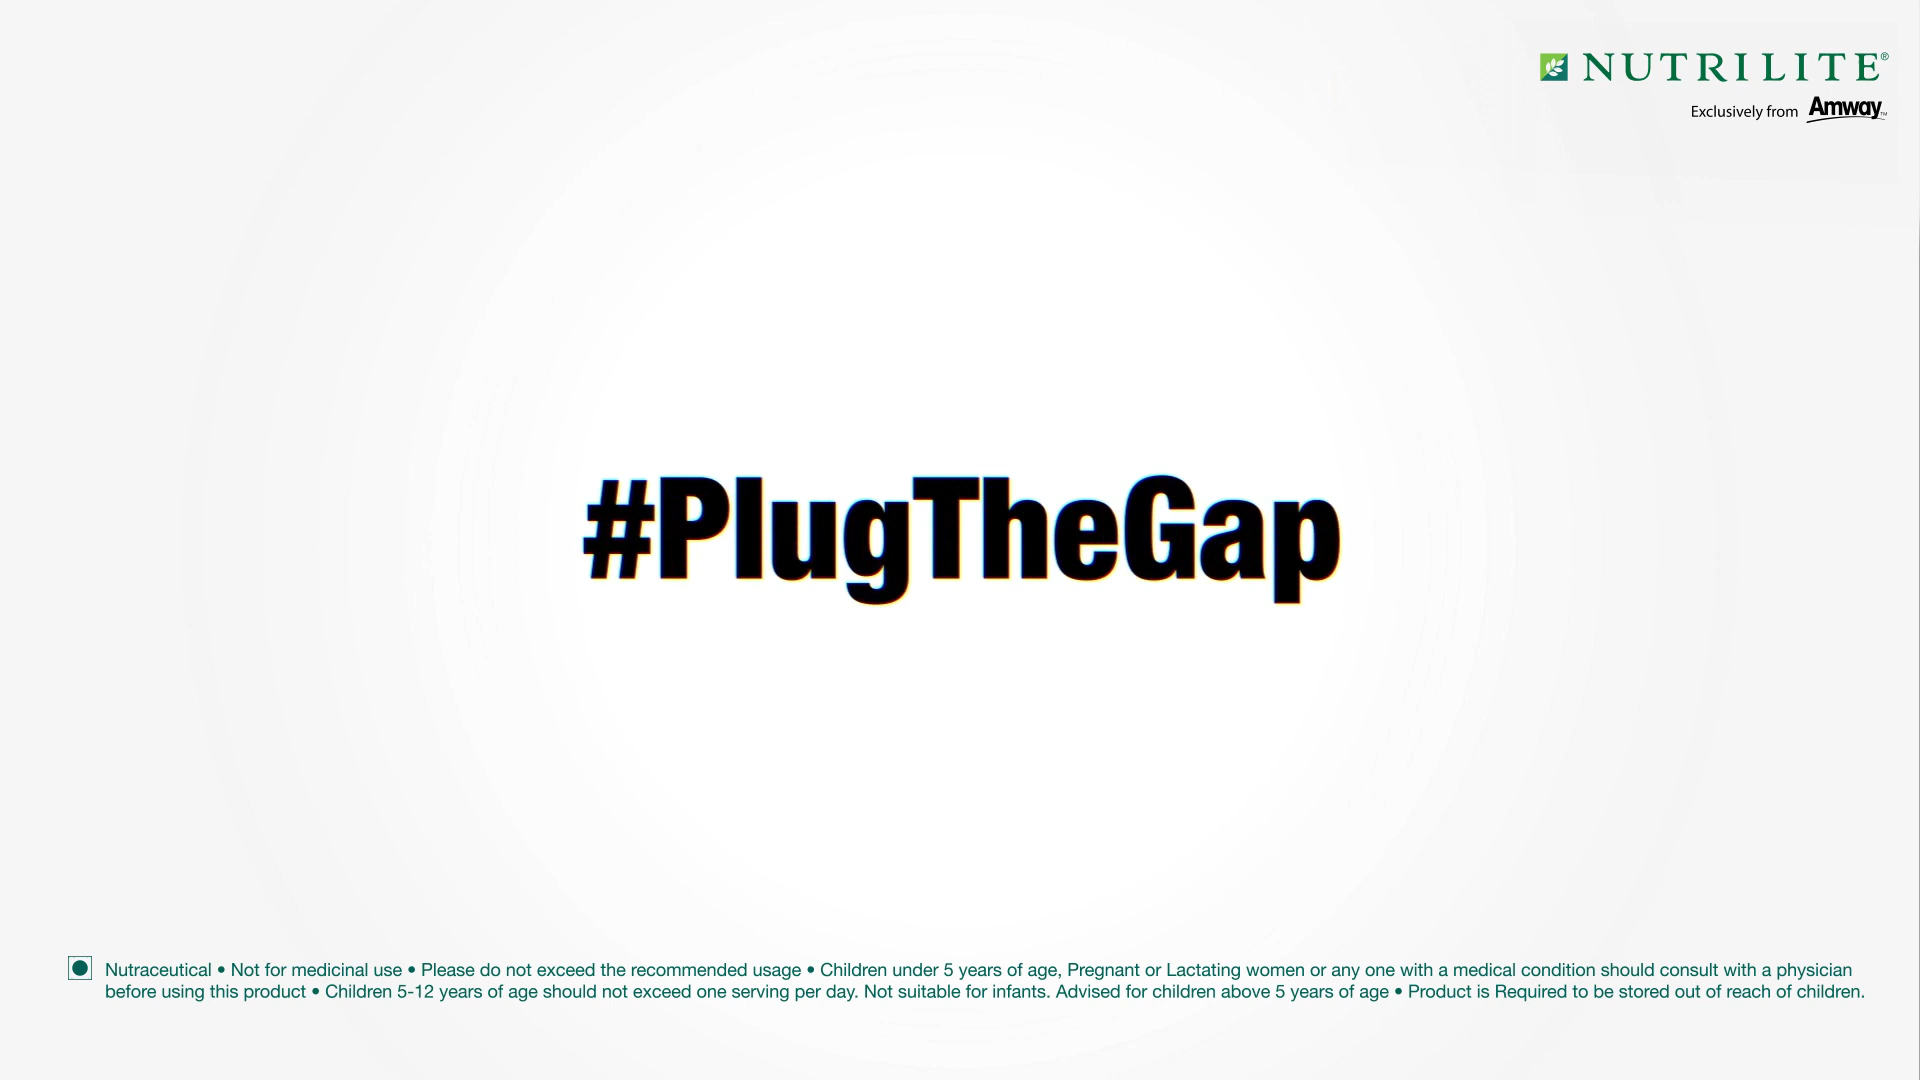 NUTRILITE®
Exclusively from Amway™
#PlugTheGap
Nutraceutical • Not for medicinal use • Please do not exceed the recommended usage • Children under 5 years of age, Pregnant or Lactating women or any one with a medical condition should consult with a physician
before using this product • Children 5-12 years of age should not exceed one serving per day. Not suitable for infants. Advised for children above 5 years of age • Product is Required to be stored out of reach of children.